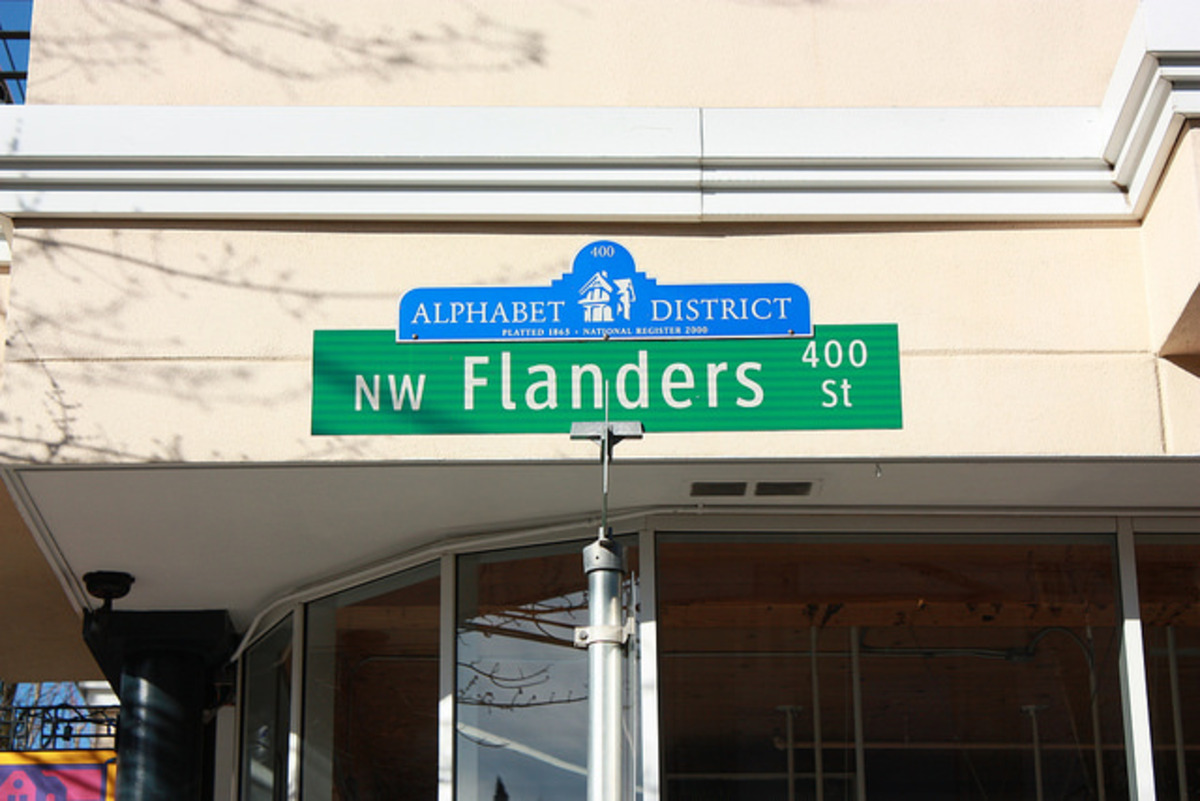 400
ALPHABET DISTRICT
PLATTED 1865 • NATIONAL REGISTER 2000
NW Flanders 400 St